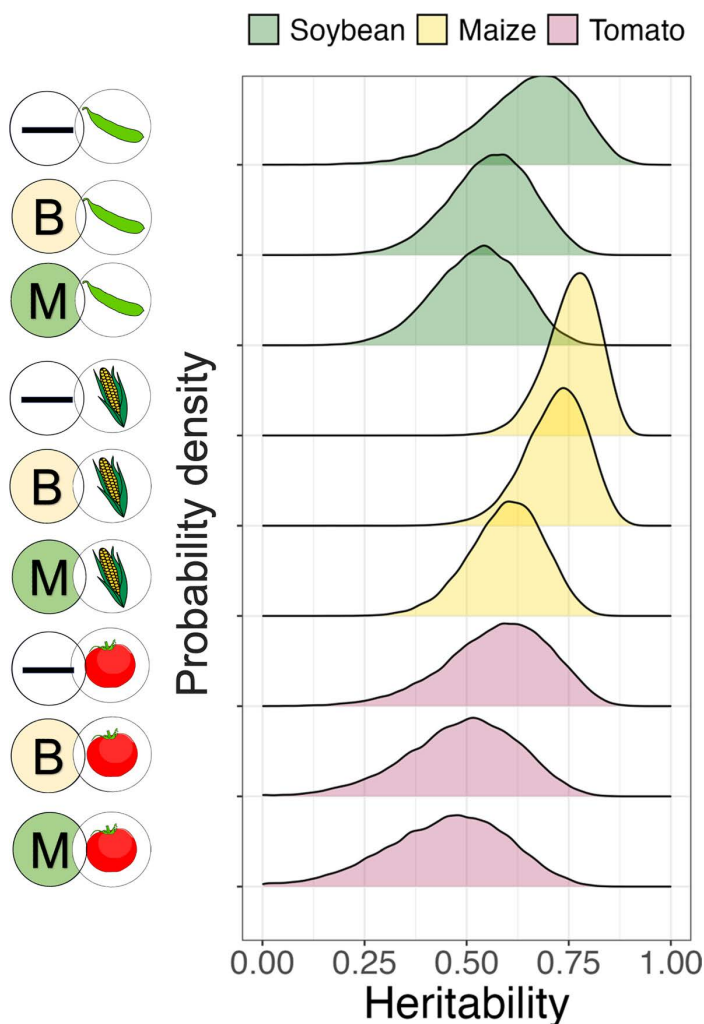 Soybean Maize Tomato
—
B
M
—
B
M
—
B
M
Probability density
0.00 0.25 0.50 0.75 1.00
Heritability